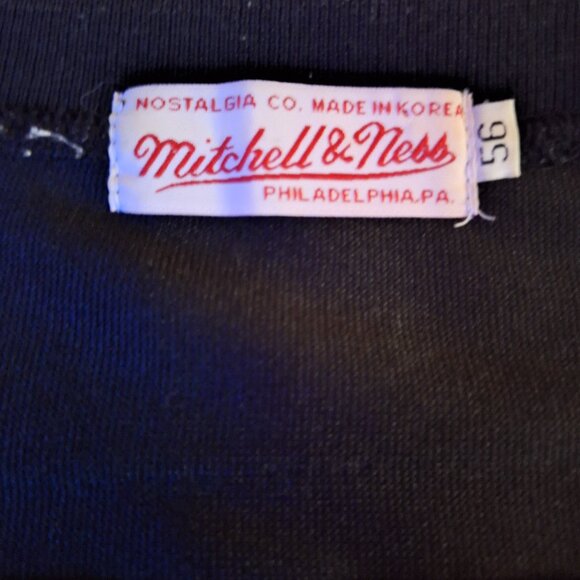 NOSTALGIA CO. MADE IN KOREA
Mitchell & Ness
PHILADELPHIA, PA.
56